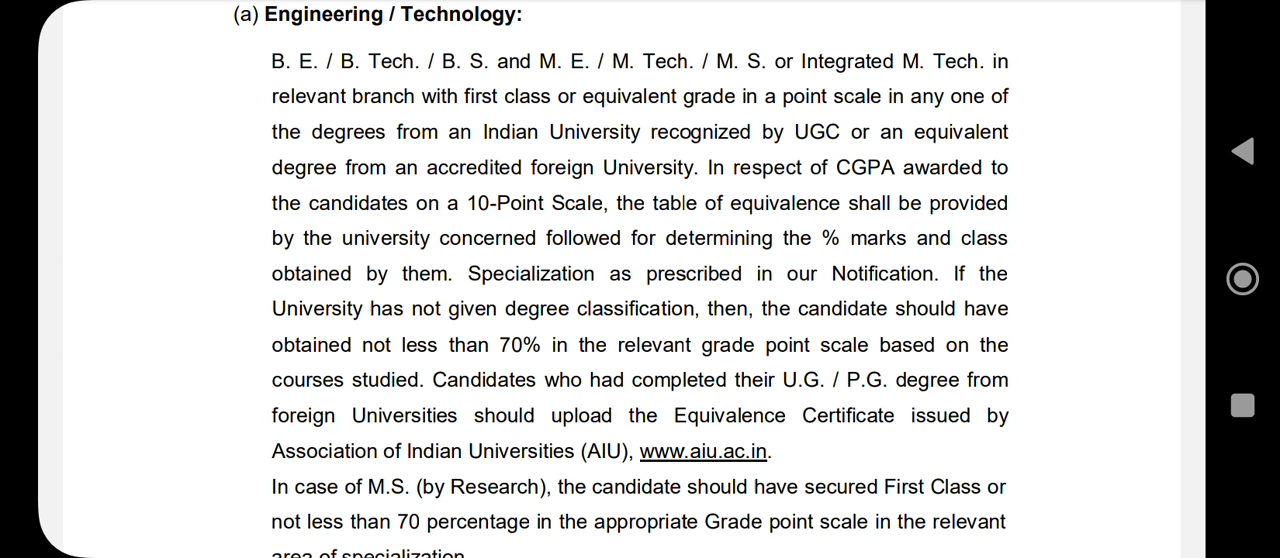 (a) Engineering / Technology:
B. E. / B. Tech. / B. S. and M. E. / M. Tech. / M. S. or Integrated M. Tech. in
relevant branch with first class or equivalent grade in a point scale in any one of
the degrees from an Indian University recognized by UGC or an equivalent
degree from an accredited foreign University. In respect of CGPA awarded to
the candidates on a 10-Point Scale, the table of equivalence shall be provided
by the university concerned followed for determining the % marks and class
obtained by them. Specialization as prescribed in our Notification. If the
University has not given degree classification, then, the candidate should have
obtained not less than 70% in the relevant grade point scale based on the
courses studied. Candidates who had completed their U.G. / P.G. degree from
foreign Universities should upload the Equivalence Certificate issued by
Association of Indian Universities (AIU), www.aiu.ac.in.
In case of M.S. (by Research), the candidate should have secured First Class or
not less than 70 percentage in the appropriate Grade point scale in the relevant
area of specialization